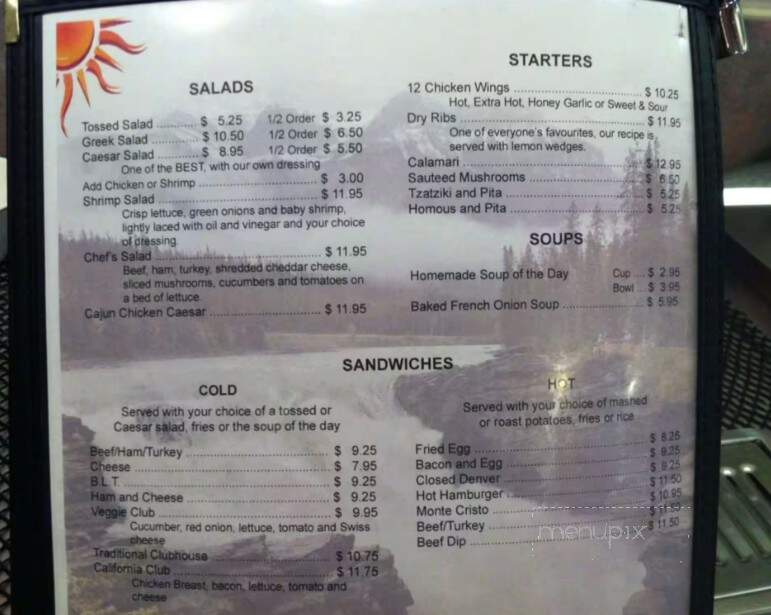 SALADS
Tossed Salad $ 5.25 1/2 Order $ 3.25
Greek Salad $ 10.50 1/2 Order $ 6.50
Caesar Salad $ 8.95 1/2 Order $ 5.50
One of the BEST, with our own dressing
Add Chicken or Shrimp $ 3.00
Shrimp Salad $ 11.95
Crisp lettuce, green onions and baby shrimp,
lightly laced with oil and vinegar and your choice
of dressing.
Chef's Salad $ 11.95
Beef, ham, turkey, shredded cheddar cheese,
sliced mushrooms, cucumbers and tomatoes on
a bed of lettuce.
Cajun Chicken Caesar $ 11.95
STARTERS
12 Chicken Wings $ 10.25
Hot, Extra Hot, Honey Garlic or Sweet & Sour
Dry Ribs $ 11.95
One of everyone's favourites, our recipe is
served with lemon wedges.
Calamari $ 12.95
Sauteed Mushrooms $ 6.50
Tzatziki and Pita $ 5.25
Homous and Pita $ 5.25
SOUPS
Homemade Soup of the Day Cup $ 2.95
Bowl $ 3.95
Baked French Onion Soup $ 5.95
SANDWICHES
COLD
Served with your choice of a tossed or
Caesar salad, fries or the soup of the day
Beef/Ham/Turkey $ 9.25
Cheese $ 7.95
B.L.T. $ 9.25
Ham and Cheese $ 9.25
Veggie Club $ 9.95
Cucumber, red onion, lettuce, tomato and Swiss
cheese
Traditional Clubhouse $ 10.75
California Club $ 11.75
Chicken Breast, bacon, lettuce, tomato and
cheese
HOT
Served with your choice of mashed
or roast potatoes, fries or rice
Fried Egg $ 8.25
Bacon and Egg $ 9.25
Closed Denver $ 9.25
Hot Hamburger $ 11.50
Monte Cristo $ 10.95
Beef/Turkey
Beef Dip $ 11.50
menupix